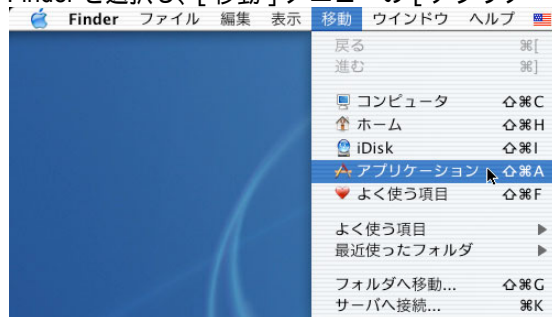 Finder を選択し、[ 移動 ] メニューの [ アプリケ
Finder ファイル 編集 表示 移動 ウインドウ ヘルプ
戻る ⌘[
進む ⌘]
コンピュータ ⇧⌘C
ホーム ⇧⌘H
iDisk ⇧⌘I
アプリケーション ⇧⌘A
よく使う項目 ⇧⌘F
よく使う項目 ▶
最近使ったフォルダ ▶
フォルダへ移動... ⇧⌘G
サーバへ接続... ⌘K